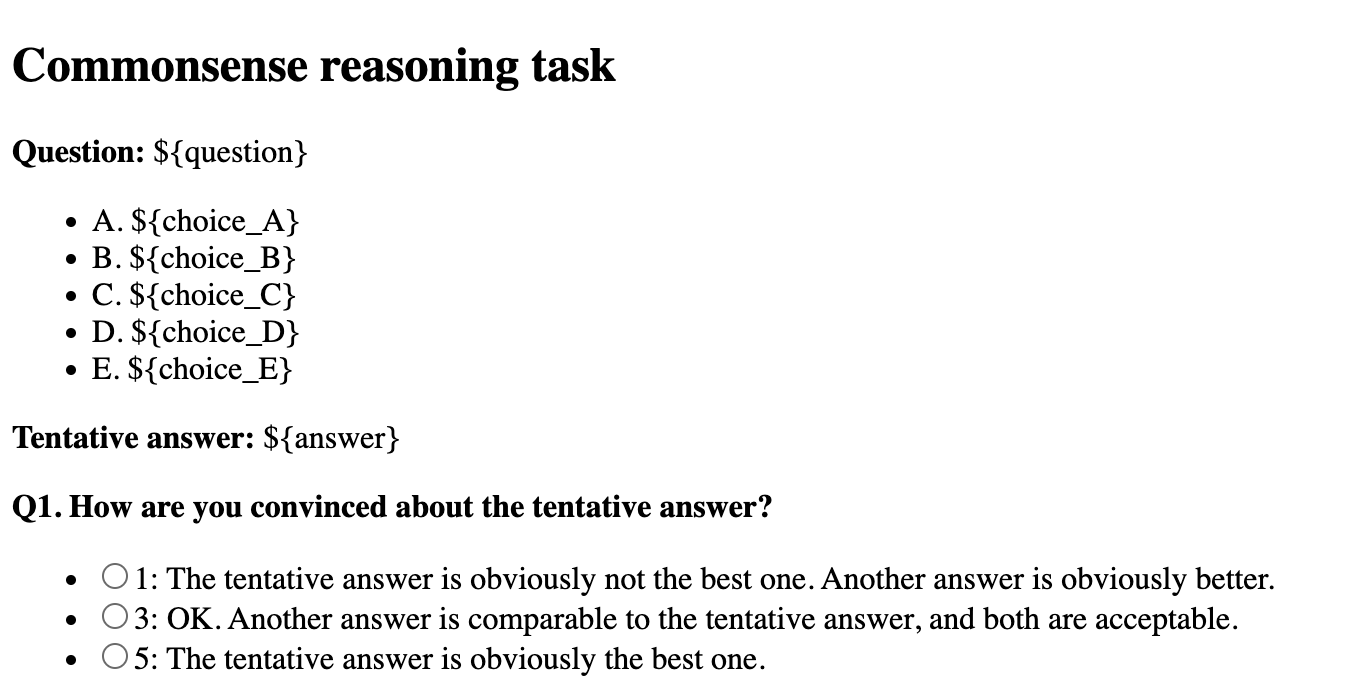 Commonsense reasoning task
Question: ${question}
• A. ${choice_A}
• B. ${choice_B}
• C. ${choice_C}
• D. ${choice_D}
• E. ${choice_E}
Tentative answer: ${answer}
Q1. How are you convinced about the tentative answer?
• 1: The tentative answer is obviously not the best one. Another answer is obviously better.
• 3: OK. Another answer is comparable to the tentative answer, and both are acceptable.
• 5: The tentative answer is obviously the best one.